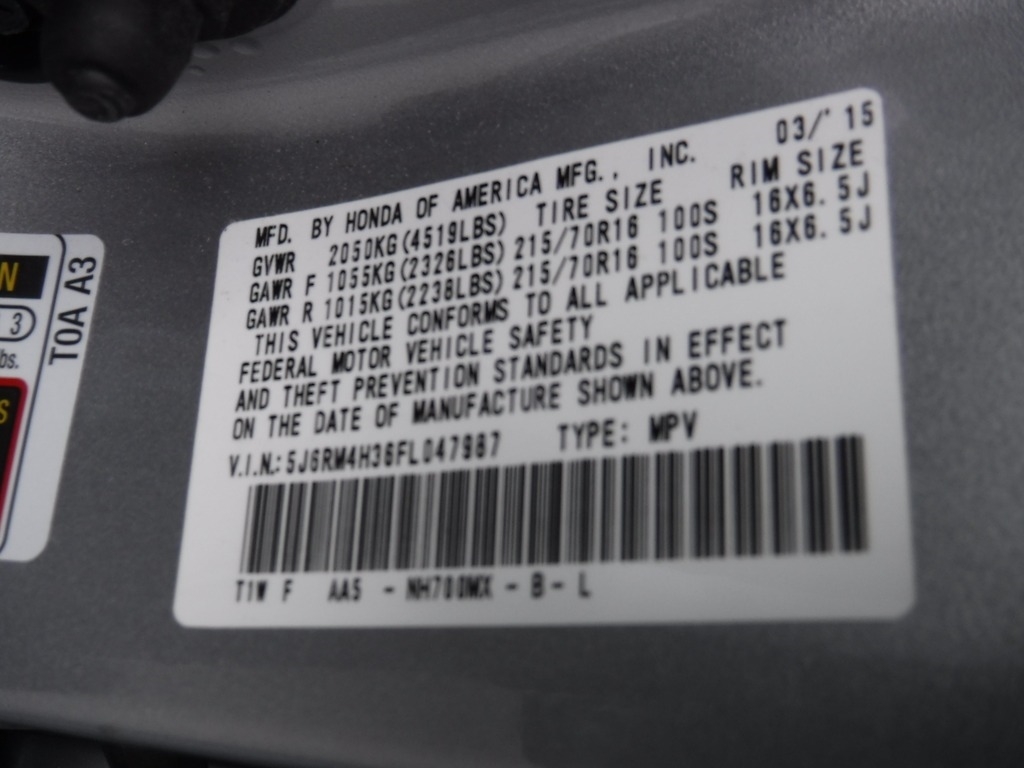 MFD. BY HONDA OF AMERICA MFG., INC. 03/'15
GVWR 2050KG(4519LBS) TIRE SIZE RIM SIZE
GAWR F 1055KG(2326LBS) 215/70R16 100S 16X6.5J
GAWR R 1015KG(2238LBS) 215/70R16 100S 16X6.5J
THIS VEHICLE CONFORMS TO ALL APPLICABLE
FEDERAL MOTOR VEHICLE SAFETY
AND THEFT PREVENTION STANDARDS IN EFFECT
ON THE DATE OF MANUFACTURE SHOWN ABOVE.
V.I.N.: 5J6RM4H36FL047987 TYPE: MPV
T1W F AA5 - NH700MX - B - L
T0A A3
N
3
bs.
S